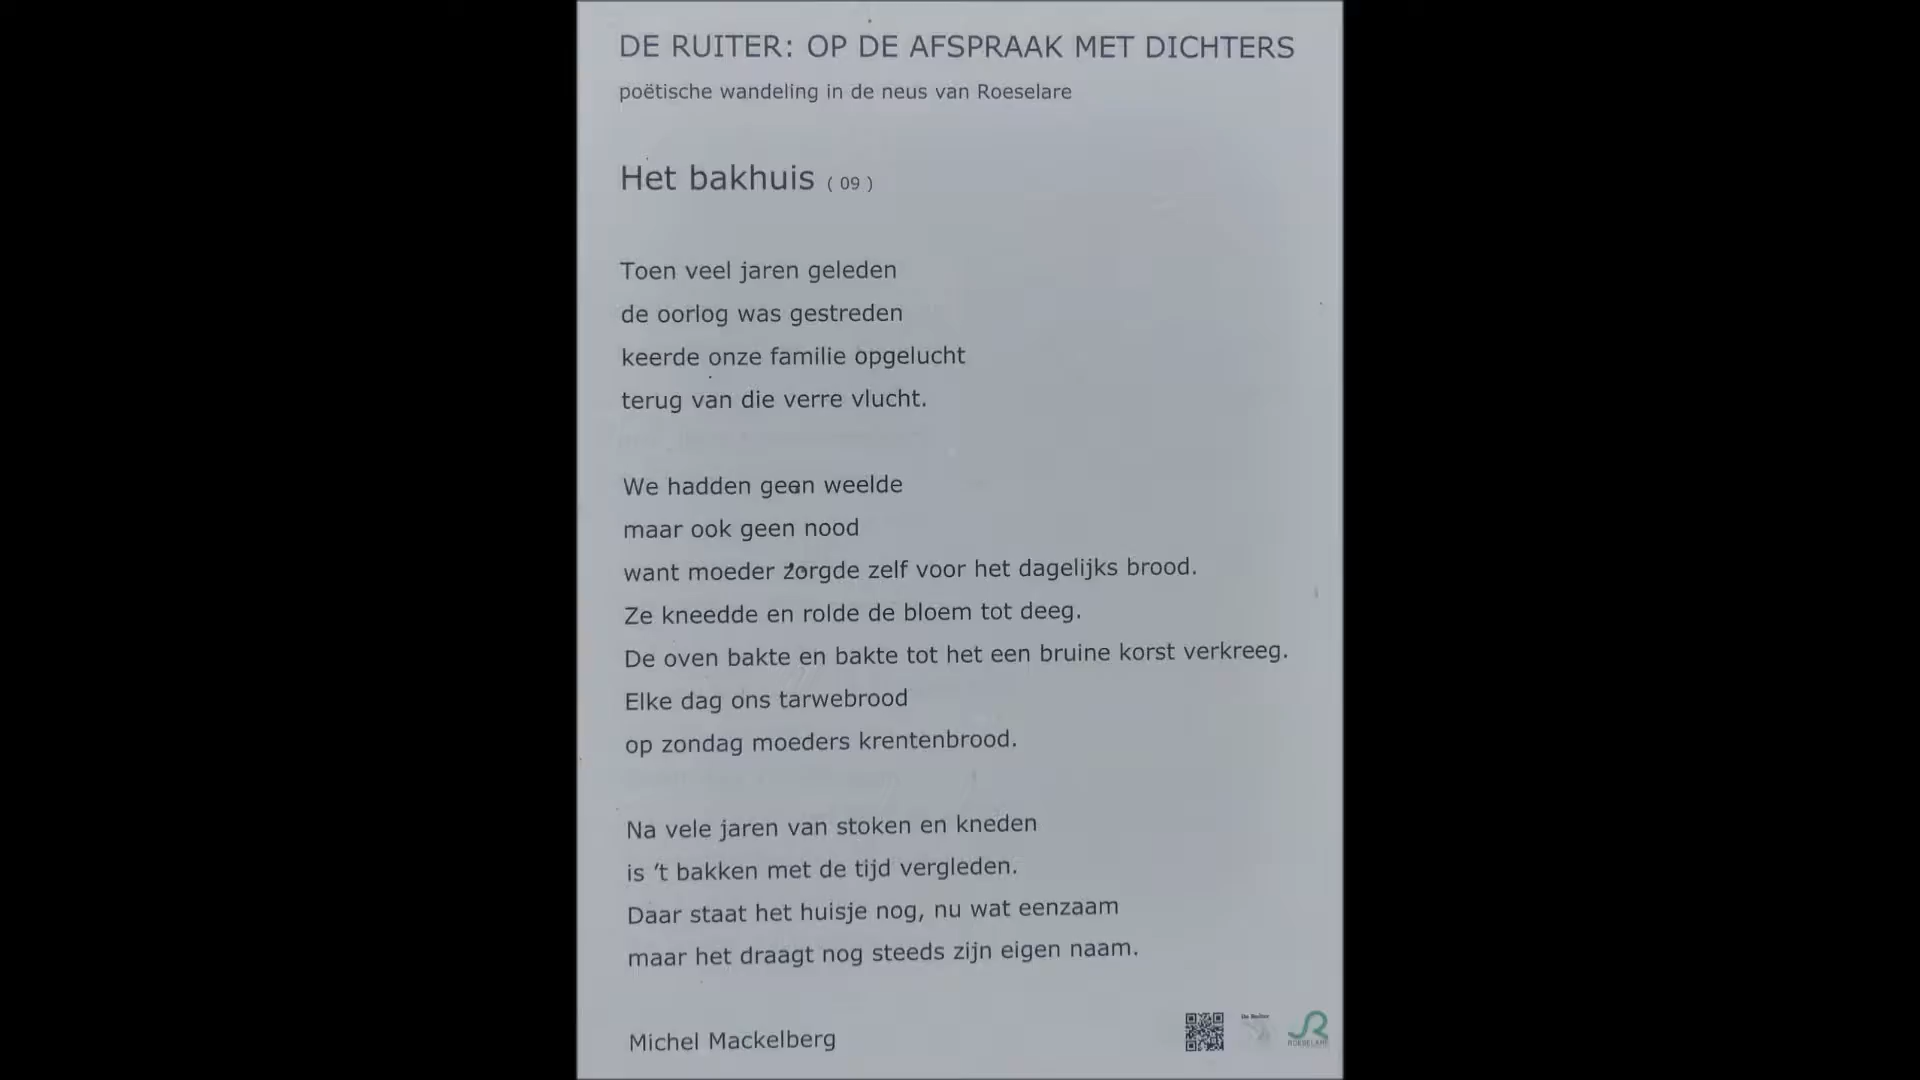 DE RUITER: OP DE AFSPRAAK MET DICHTERS
poëtische wandeling in de neus van Roeselare
Het bakhuis ( 09 )
Toen veel jaren geleden
de oorlog was gestreden
keerde onze familie opgelucht
terug van die verre vlucht.
We hadden geen weelde
maar ook geen nood
want moeder zorgde zelf voor het dagelijks brood.
Ze kneedde en rolde de bloem tot deeg.
De oven bakte en bakte tot het een bruine korst verkreeg.
Elke dag ons tarwebrood
op zondag moeders krentenbrood.
Na vele jaren van stoken en kneden
is ’t bakken met de tijd vergleden.
Daar staat het huisje nog, nu wat eenzaam
maar het draagt nog steeds zijn eigen naam.
Michel Mackelberg
De Ruiter
ROESELARE